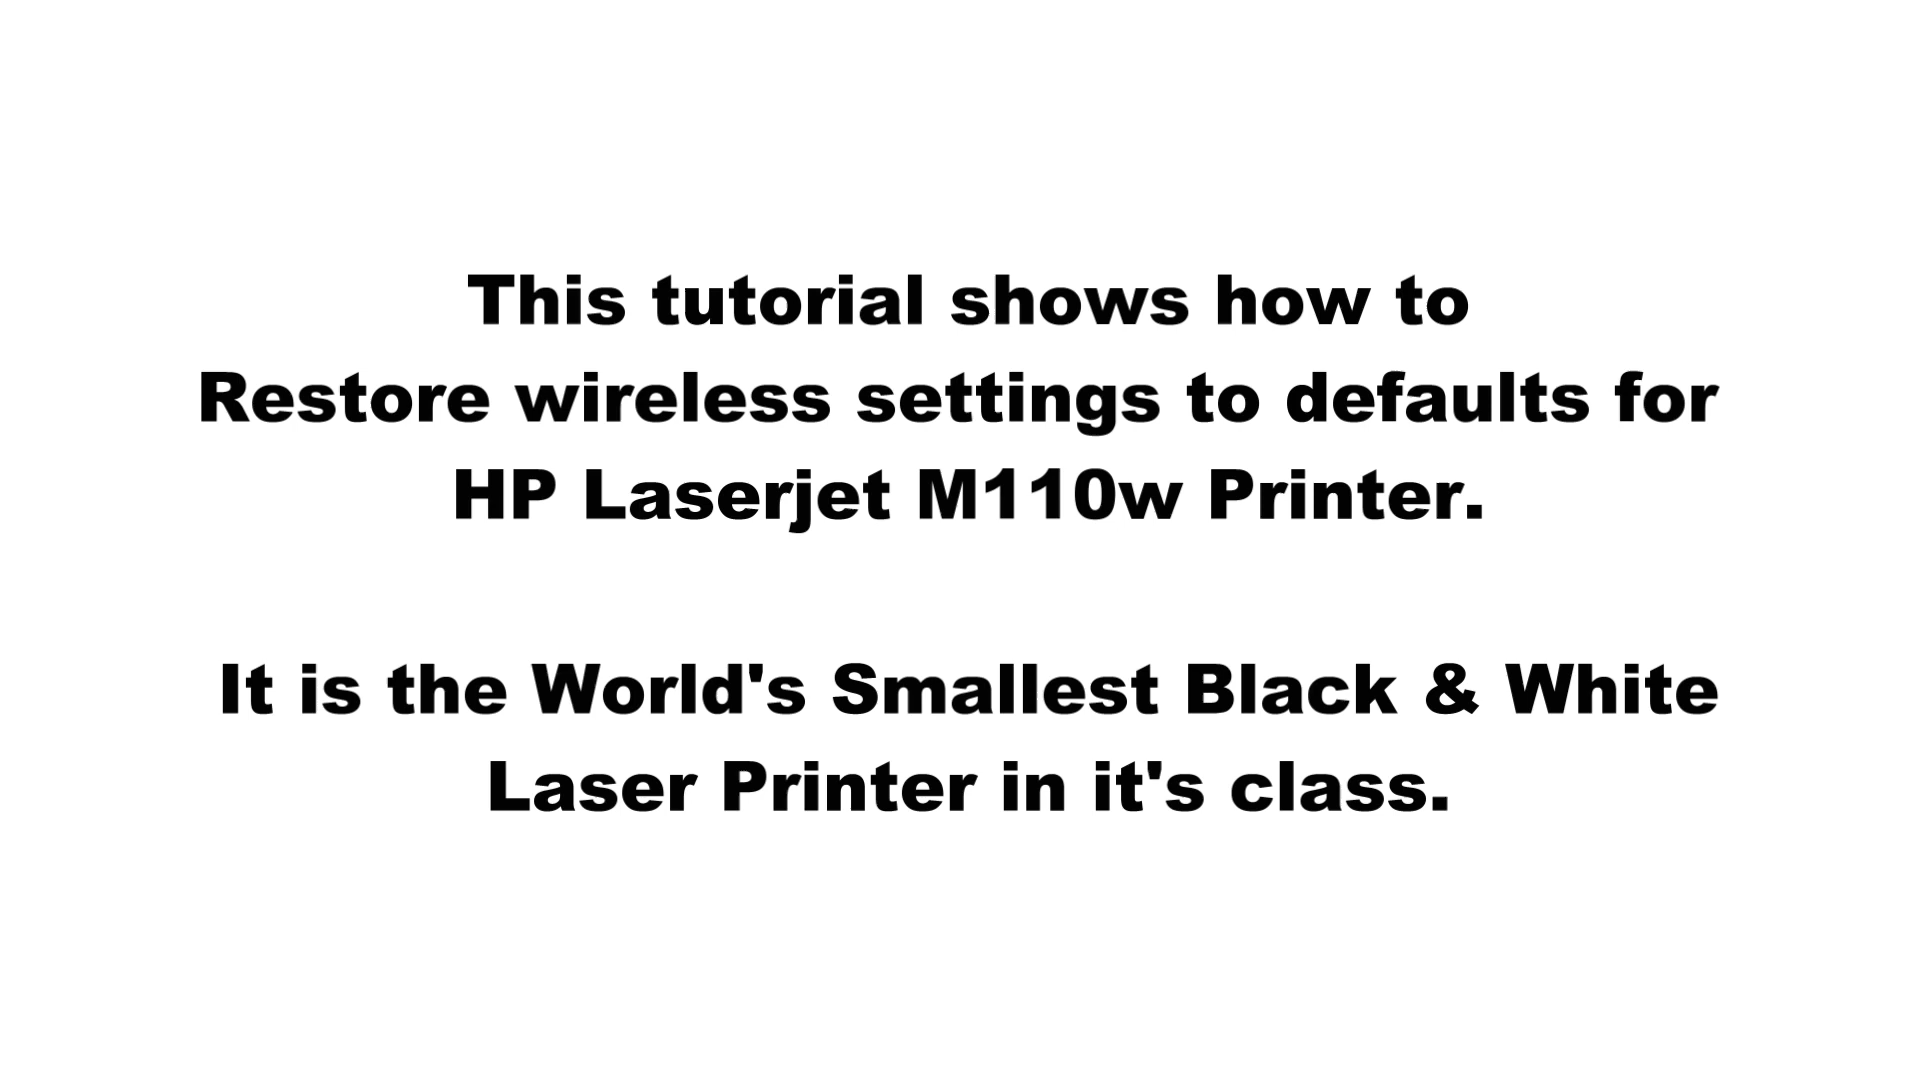 This tutorial shows how to
Restore wireless settings to defaults for
HP Laserjet M110w Printer.
It is the World's Smallest Black & White
Laser Printer in it's class.